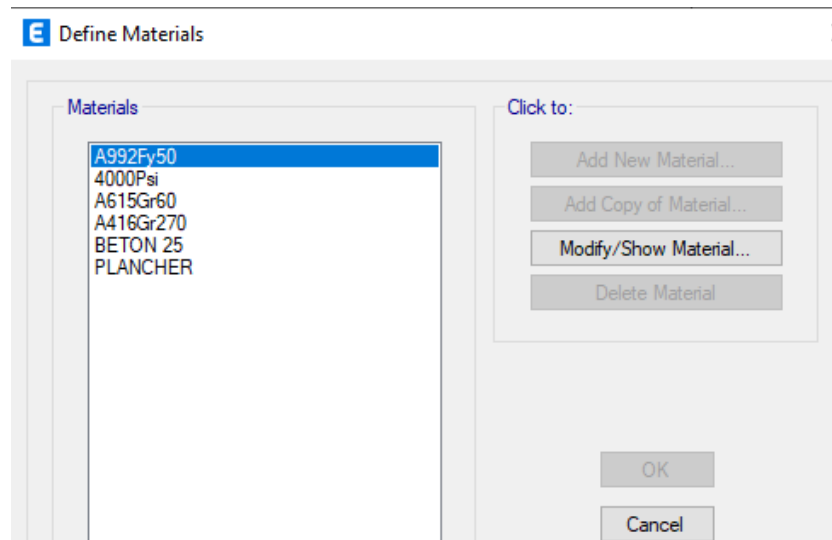 E Define Materials
Materials
A992Fy50
4000Psi
A615Gr60
A416Gr270
BETON 25
PLANCHER
Click to:
Add New Material...
Add Copy of Material...
Modify/Show Material...
Delete Material
OK
Cancel